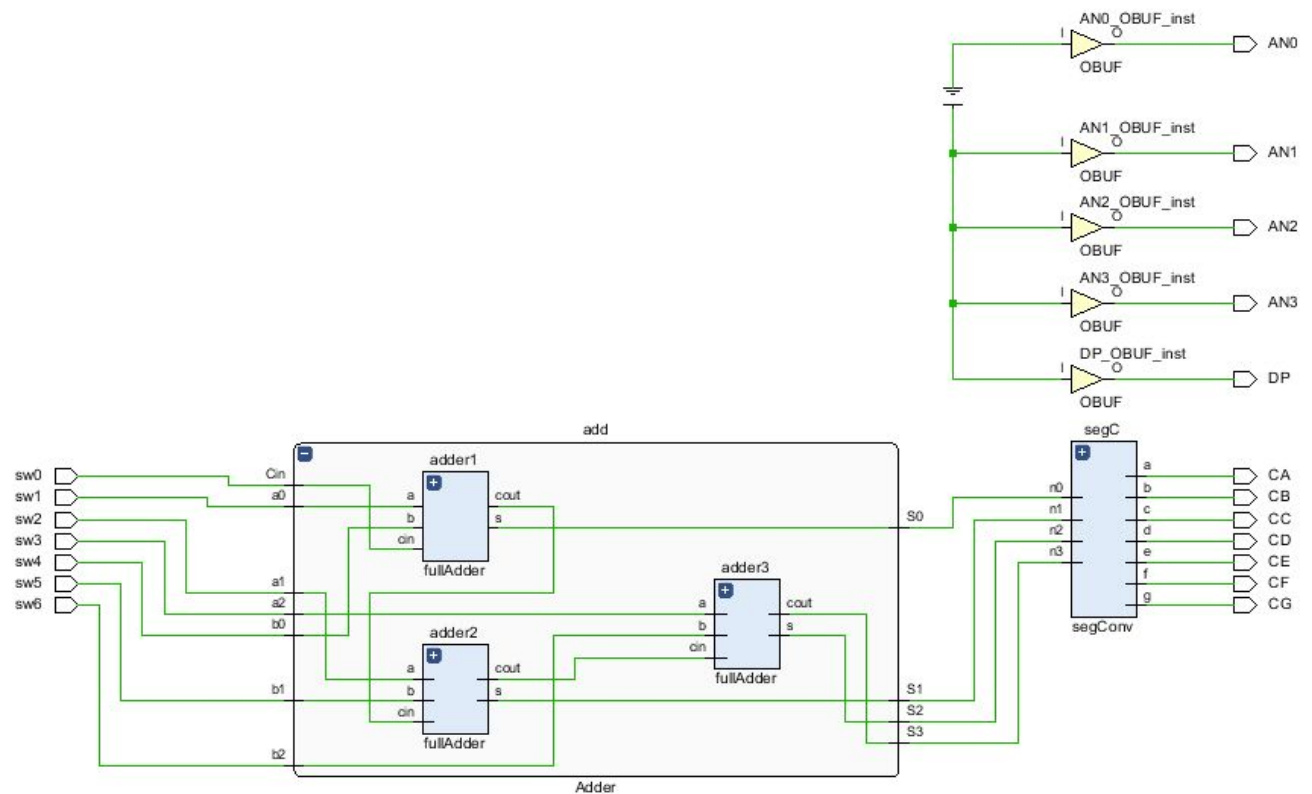 AN0_OBUF_inst
I
O
AN0
OBUF
AN1_OBUF_inst
I
O
AN1
OBUF
AN2_OBUF_inst
I
O
AN2
OBUF
AN3_OBUF_inst
I
O
AN3
OBUF
DP_OBUF_inst
I
O
DP
OBUF
add
segC
sw0
sw1
sw2
sw3
sw4
sw5
sw6
Cin
a0
a1
a2
b0
b1
b2
adder1
a
b
cin
cout
s
fullAdder
adder2
a
b
cin
cout
s
fullAdder
adder3
a
b
cin
cout
s
fullAdder
S0
S1
S2
S3
Adder
n0
n1
n2
n3
a
b
c
d
e
f
g
segConv
CA
CB
CC
CD
CE
CF
CG